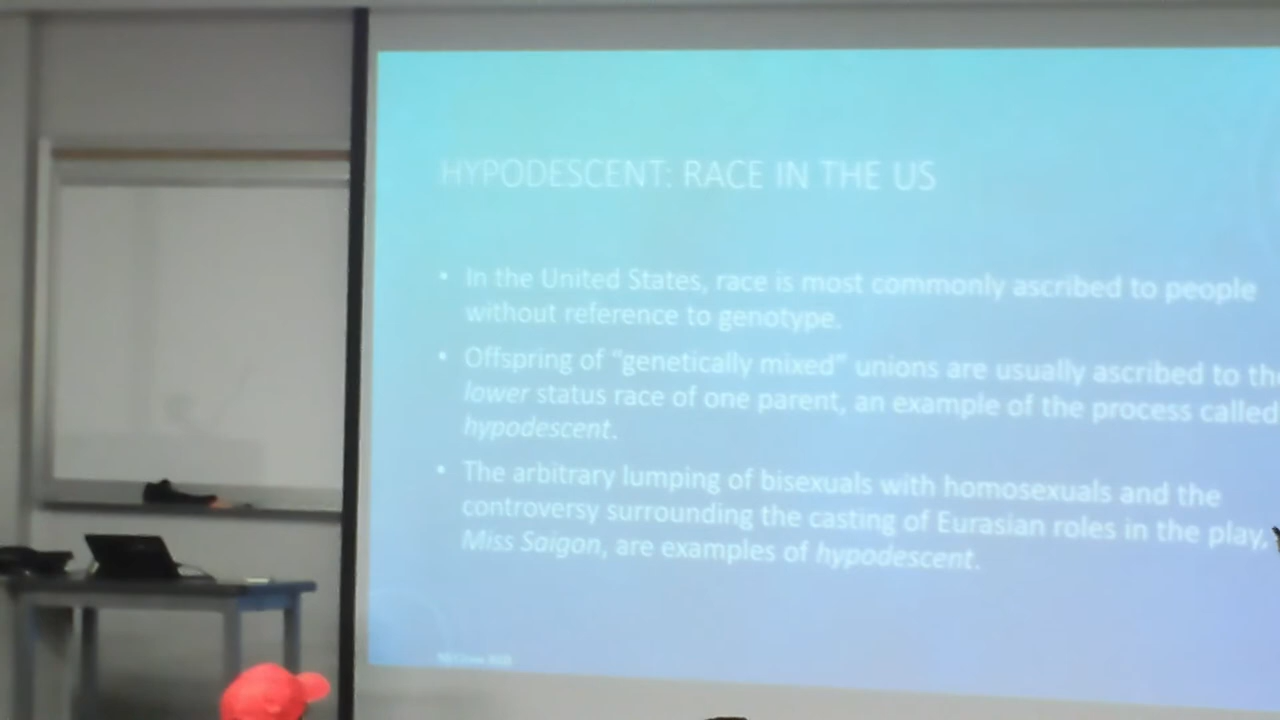 HYPODESCENT: RACE IN THE US
• In the United States, race is most commonly ascribed to people
without reference to genotype.
• Offspring of "genetically mixed" unions are usually ascribed to the
lower status race of one parent, an example of the process called
hypodescent.
• The arbitrary lumping of bisexuals with homosexuals and the
controversy surrounding the casting of Eurasian roles in the play,
Miss Saigon, are examples of hypodescent.